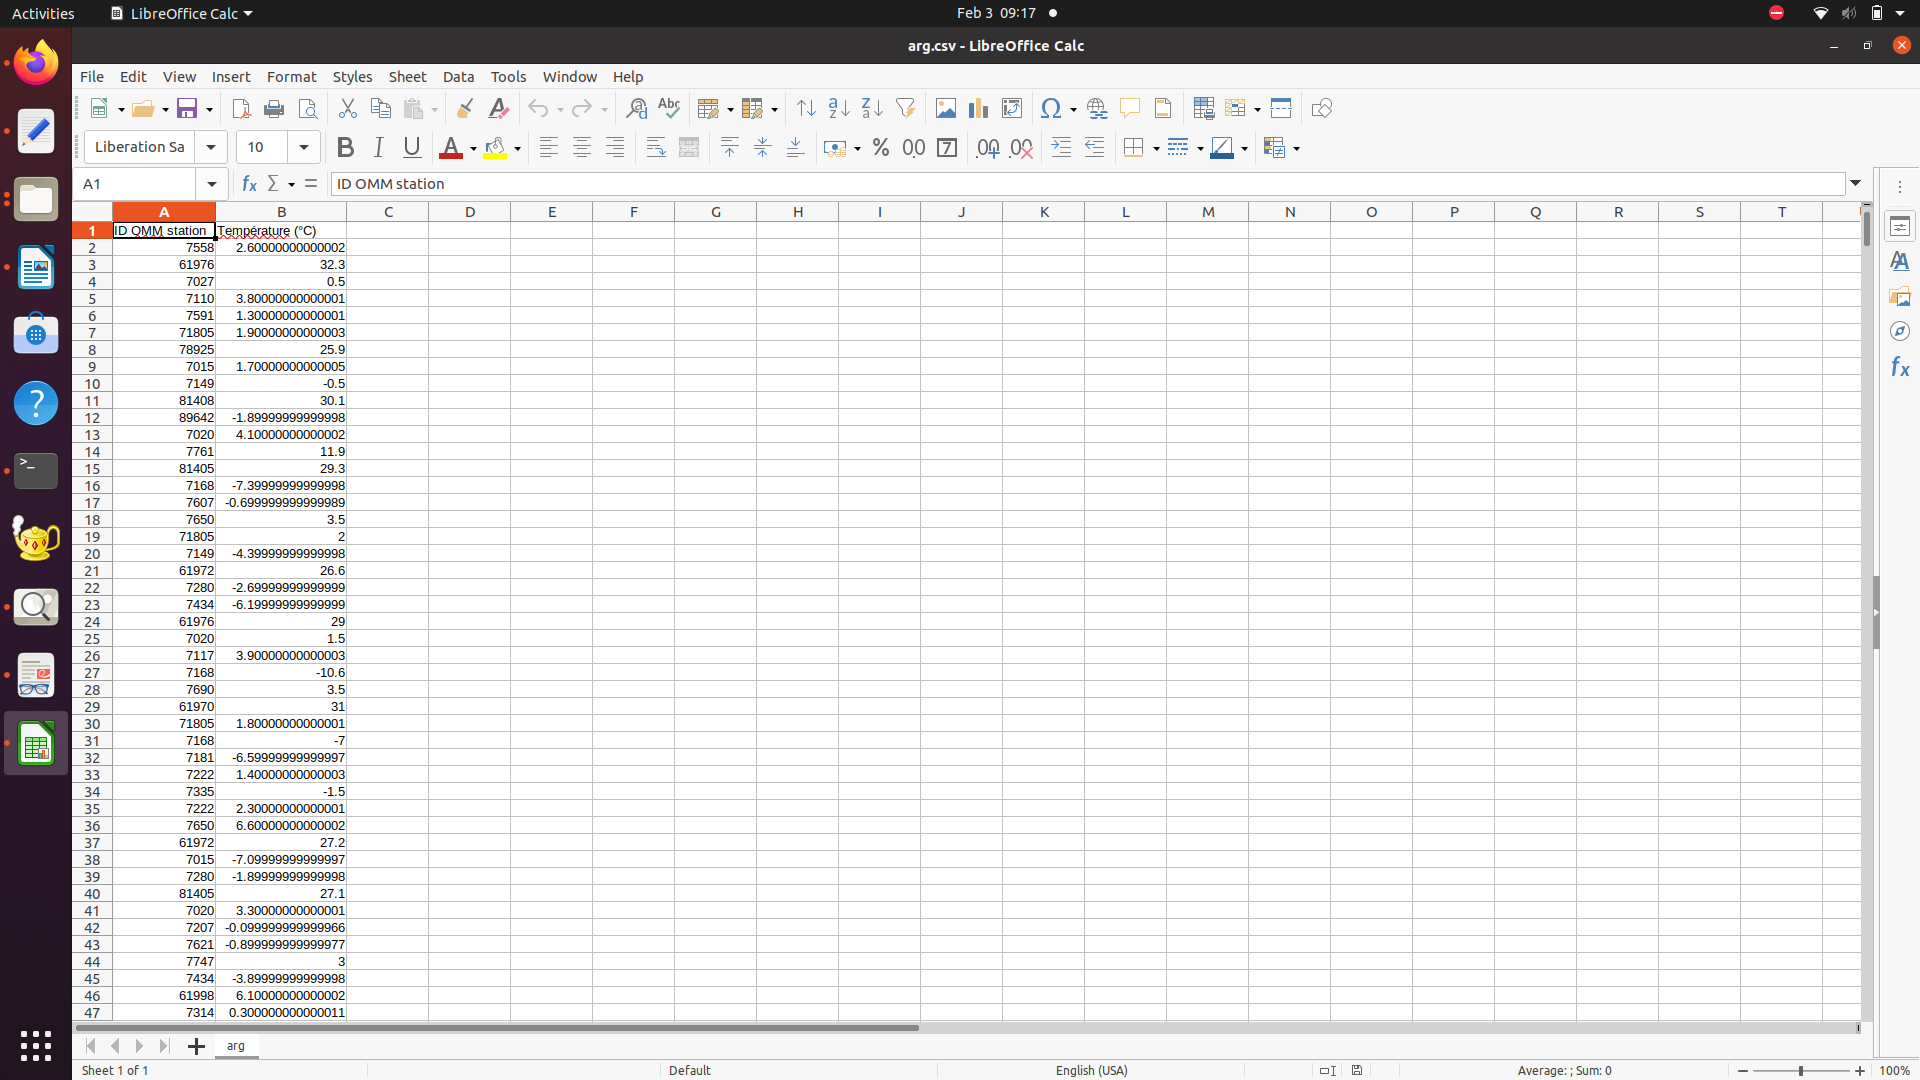 Activities LibreOffice Calc Feb 3 09:17
arg.csv - LibreOffice Calc
File Edit View Insert Format Styles Sheet Data Tools Window Help
Liberation Sa 10
A1 ID OMM station
A B C D E F G H I J K L M N O P Q R S T
1 ID OMM station Température (°C)
2 7558 2.60000000000002
3 61976 32.3
4 7027 0.5
5 7110 3.80000000000001
6 7591 1.30000000000001
7 71805 1.90000000000003
8 78925 25.9
9 7015 1.70000000000005
10 7149 -0.5
11 81408 30.1
12 89642 -1.89999999999998
13 7020 4.10000000000002
14 7761 11.9
15 81405 29.3
16 7168 -7.39999999999998
17 7607 -0.699999999999989
18 7650 3.5
19 71805 2
20 7149 -4.39999999999998
21 61972 26.6
22 7280 -2.69999999999999
23 7434 -6.19999999999999
24 61976 29
25 7020 1.5
26 7117 3.90000000000003
27 7168 -10.6
28 7690 3.5
29 61970 31
30 71805 1.80000000000001
31 7168 -7
32 7181 -6.59999999999997
33 7222 1.40000000000003
34 7335 -1.5
35 7222 2.30000000000001
36 7650 6.60000000000002
37 61972 27.2
38 7015 -7.09999999999997
39 7280 -1.89999999999998
40 81405 27.1
41 7020 3.30000000000001
42 7207 -0.099999999999966
43 7621 -0.899999999999977
44 7747 3
45 7434 -3.89999999999998
46 61998 6.10000000000002
47 7314 0.300000000000011
arg
Sheet 1 of 1 Default English (USA) Average: ; Sum: 0 100%